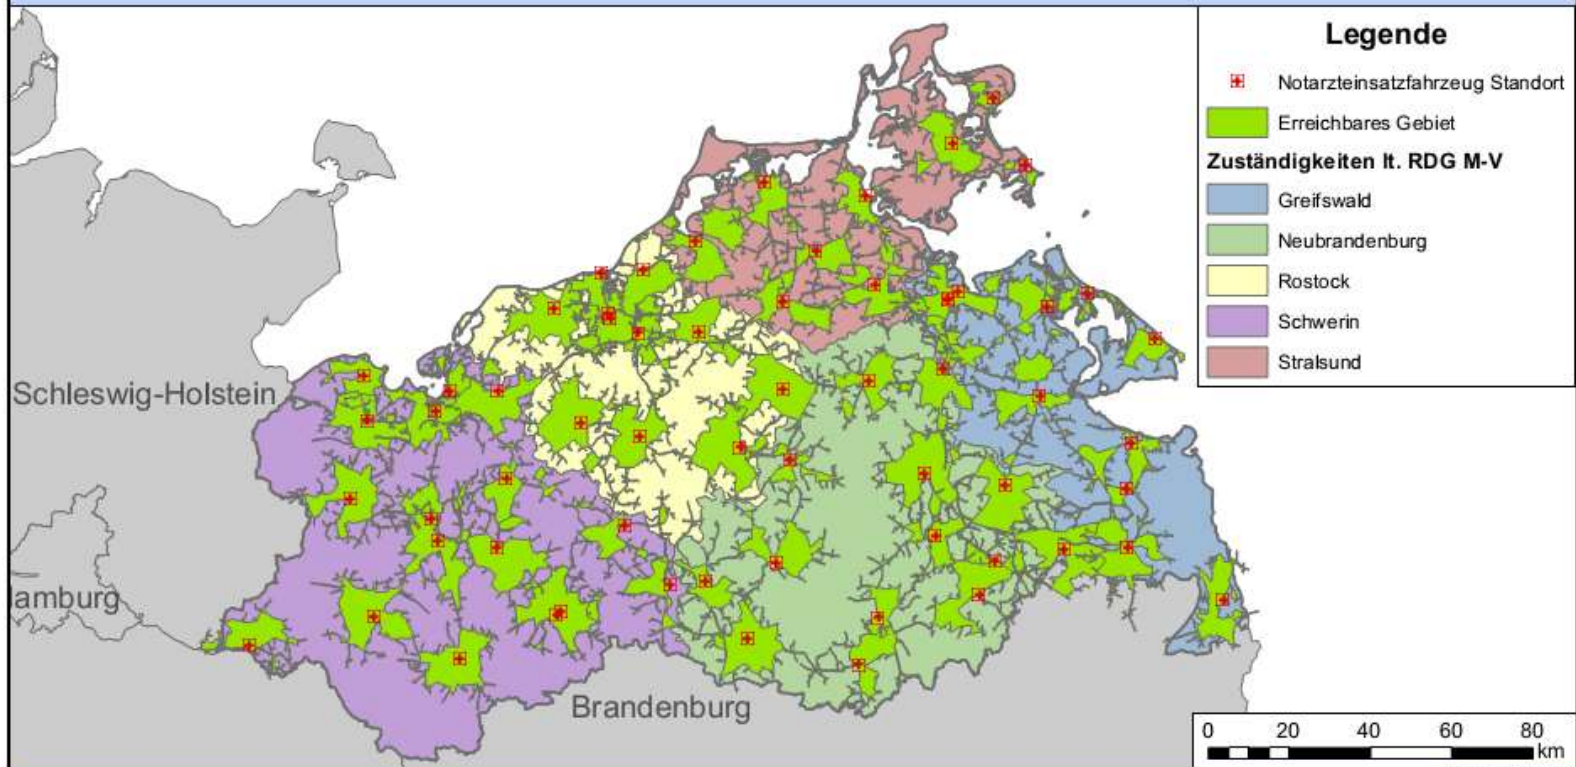 Legende
Notarzteinsatzfahrzeug Standort
Erreichbares Gebiet
Zuständigkeiten lt. RDG M-V
Greifswald
Neubrandenburg
Rostock
Schwerin
Stralsund
Schleswig-Holstein
lamburg
Brandenburg
0 20 40 60 80
km